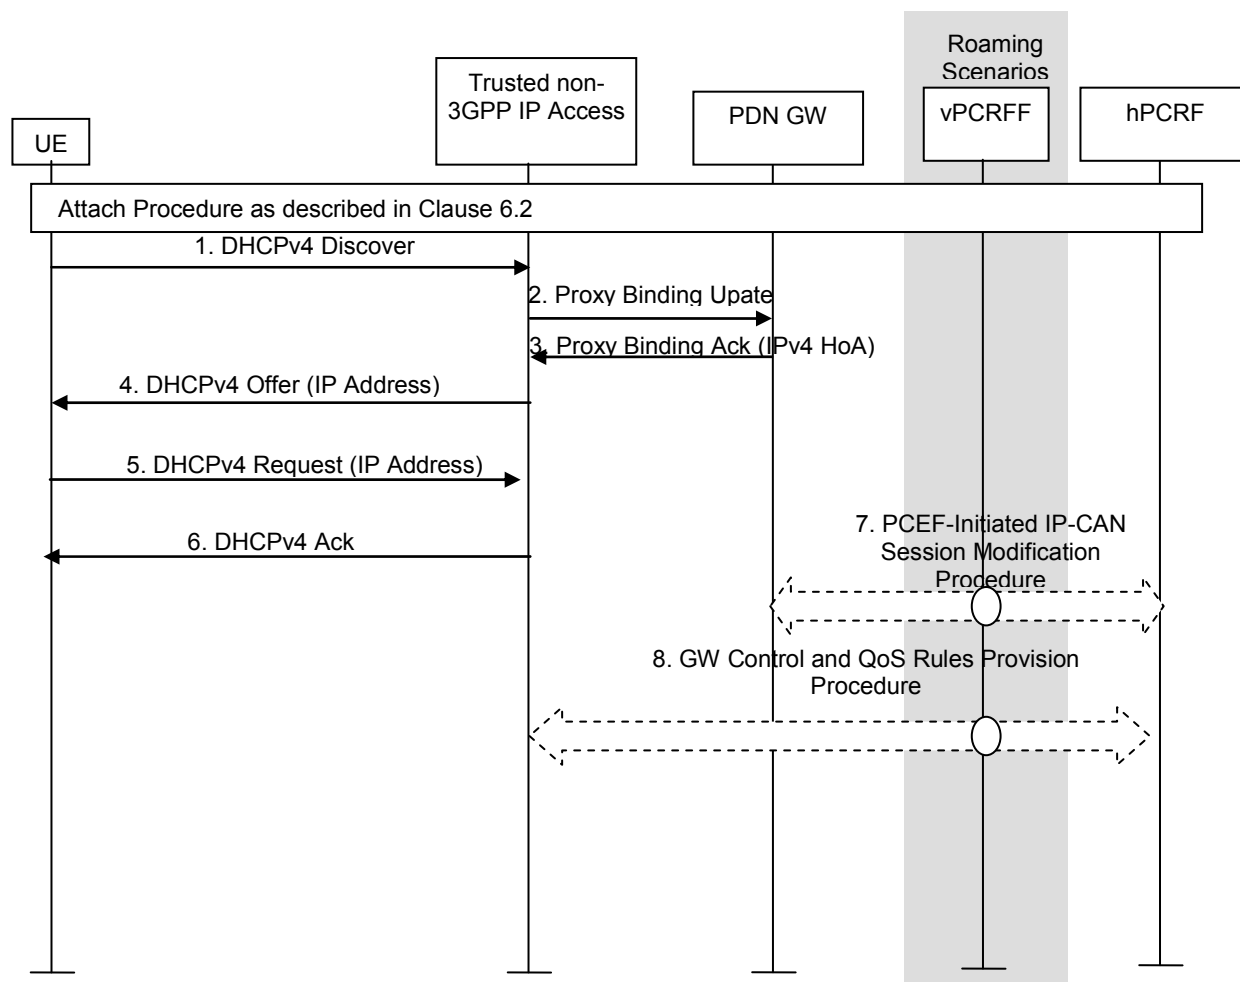 Roaming
Scenarios
Trusted non-
3GPP IP Access
PDN GW
vPCRFF
hPCRF
UE
Attach Procedure as described in Clause 6.2
1. DHCPv4 Discover
2. Proxy Binding Upate
3. Proxy Binding Ack (IPv4 HoA)
4. DHCPv4 Offer (IP Address)
5. DHCPv4 Request (IP Address)
6. DHCPv4 Ack
7. PCEF-Initiated IP-CAN
Session Modification
Procedure
8. GW Control and QoS Rules Provision
Procedure